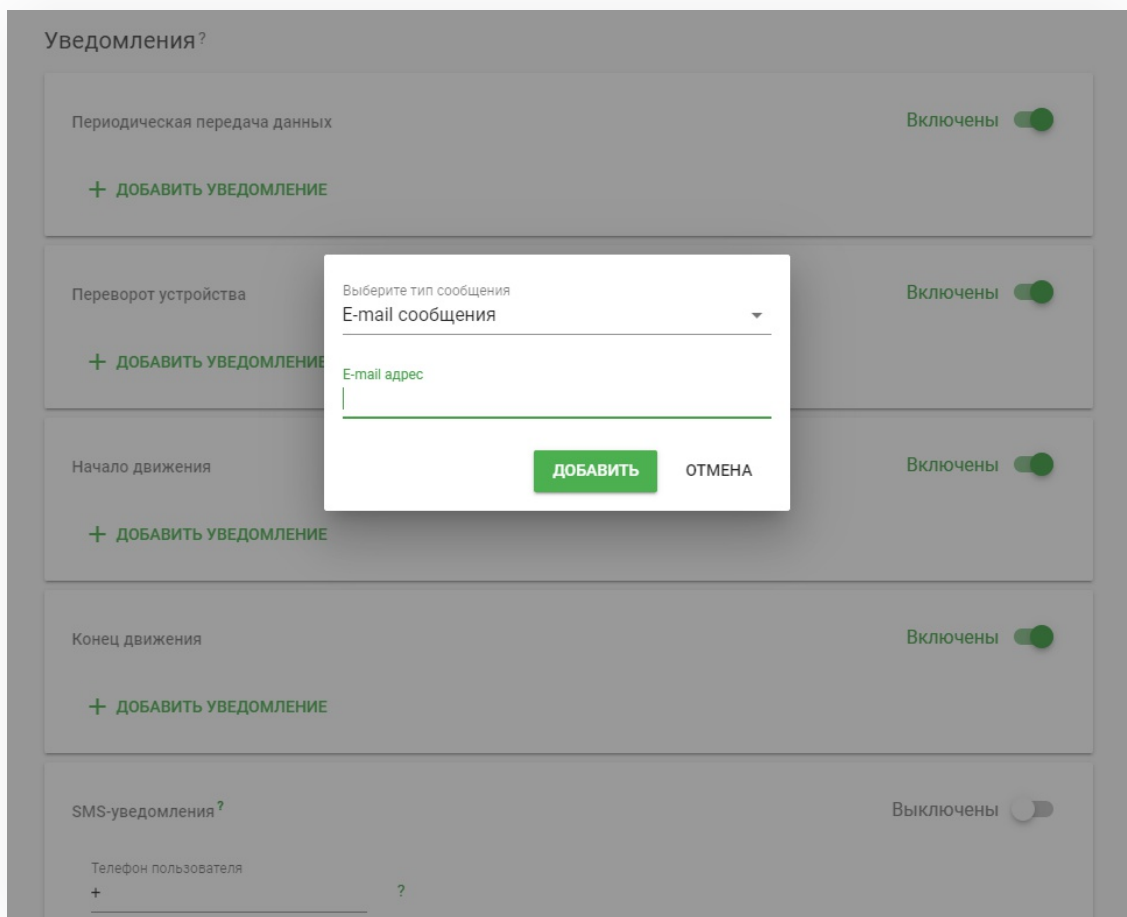 Уведомления ?
Периодическая передача данных
Включены
+ ДОБАВИТЬ УВЕДОМЛЕНИЕ
Переворот устройства
Включены
+ ДОБАВИТЬ УВЕДОМЛЕНИЕ
Выберите тип сообщения
E-mail сообщения
E-mail адрес
ДОБАВИТЬ
ОТМЕНА
Начало движения
Включены
+ ДОБАВИТЬ УВЕДОМЛЕНИЕ
Конец движения
Включены
+ ДОБАВИТЬ УВЕДОМЛЕНИЕ
SMS-уведомления ?
Выключены
Телефон пользователя
+
?